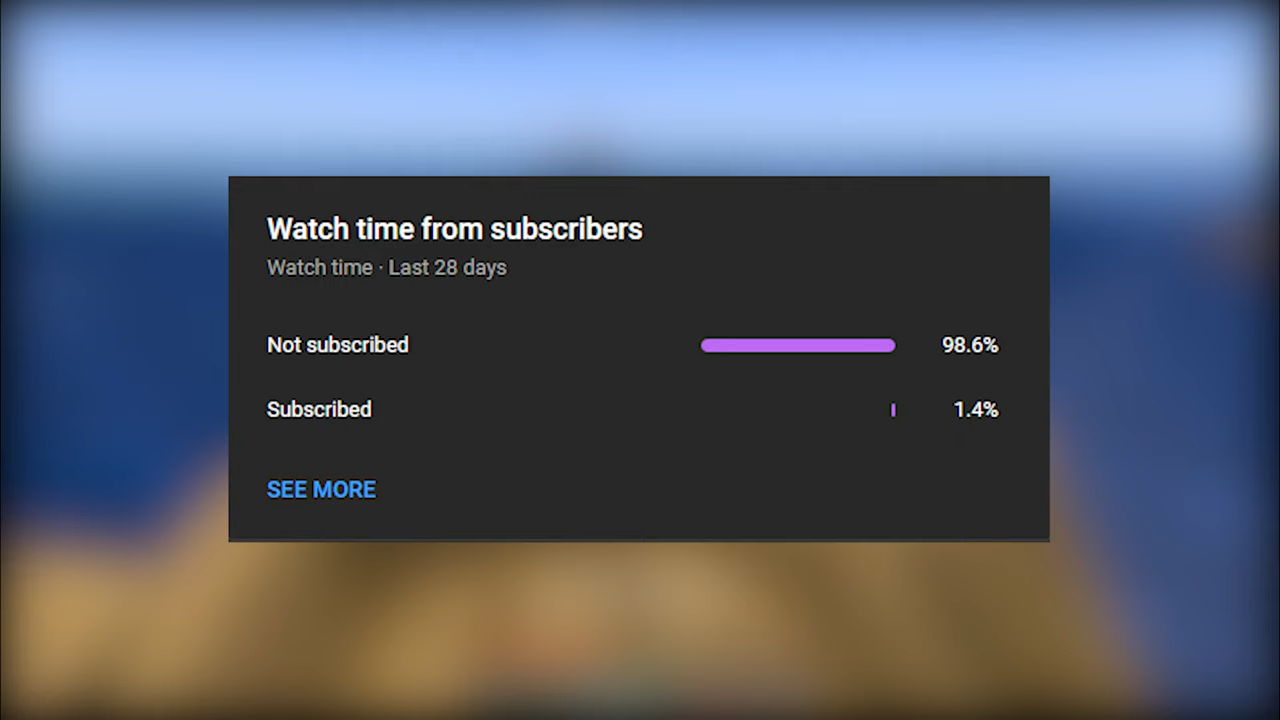 Watch time from subscribers
Watch time · Last 28 days
Not subscribed 98.6%
Subscribed 1.4%
SEE MORE